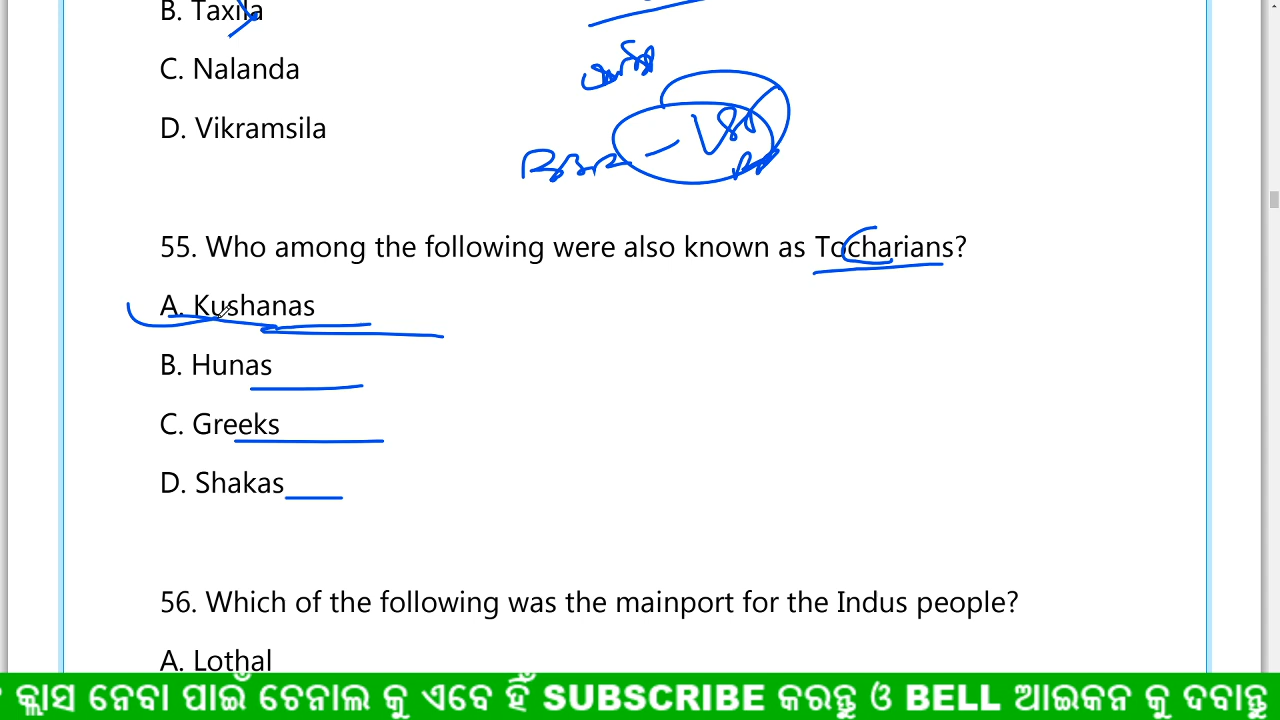 B. Taxila
C. Nalanda
D. Vikramsila
55. Who among the following were also known as Tocharians?
A. Kushanas
B. Hunas
C. Greeks
D. Shakas
56. Which of the following was the mainport for the Indus people?
A. Lothal
କ୍ଲାସ ନେବା ପାଇଁ ଚେନାଲ କୁ ଏବେ ହିଁ SUBSCRIBE କରନ୍ତୁ ଓ BELL ଆଇକନ କୁ ଦବାନ୍ତୁ